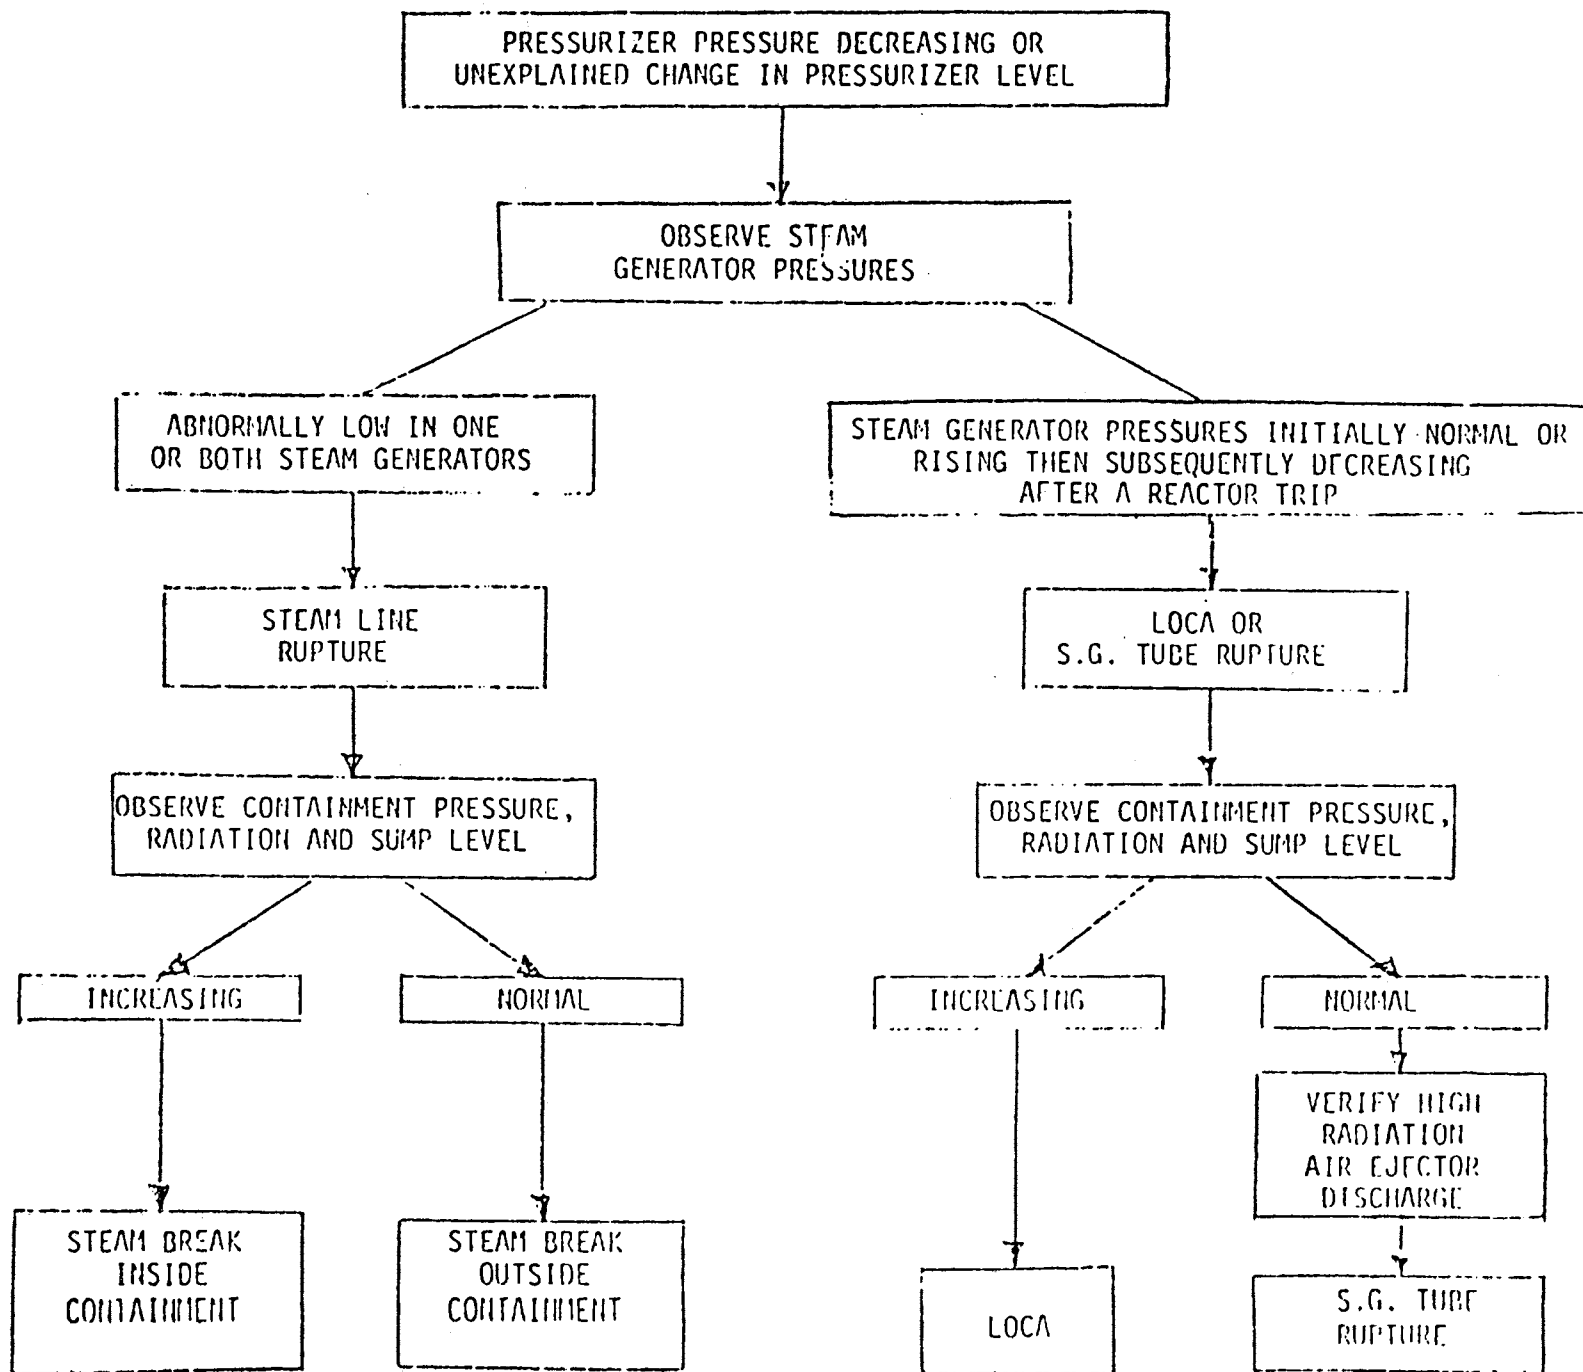 PRESSURIZER PRESSURE DECREASING OR
UNEXPLAINED CHANGE IN PRESSURIZER LEVEL
OBSERVE STEAM
GENERATOR PRESSURES
ABNORMALLY LOW IN ONE
OR BOTH STEAM GENERATORS
STEAM GENERATOR PRESSURES INITIALLY NORMAL OR
RISING THEN SUBSEQUENTLY DECREASING
AFTER A REACTOR TRIP
STEAM LINE
RUPTURE
LOCA OR
S.G. TUBE RUPTURE
OBSERVE CONTAINMENT PRESSURE,
RADIATION AND SUMP LEVEL
OBSERVE CONTAINMENT PRESSURE,
RADIATION AND SUMP LEVEL
INCREASING
NORMAL
INCREASING
NORMAL
VERIFY HIGH
RADIATION
AIR EJECTOR
DISCHARGE
STEAM BREAK
INSIDE
CONTAINMENT
STEAM BREAK
OUTSIDE
CONTAINMENT
LOCA
S.G. TUBE
RUPTURE